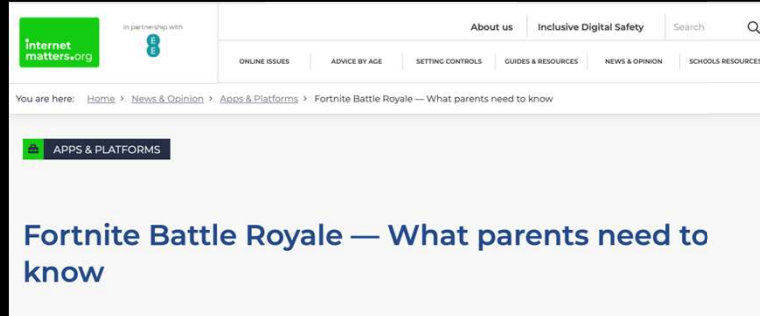 internet
matters.org
in partnership with
EE
About us
Inclusive Digital Safety
Search
ONLINE ISSUES
ADVICE BY AGE
SETTING CONTROLS
GUIDES & RESOURCES
NEWS & OPINION
SCHOOLS RESOURCES
You are here: Home > News & Opinion > Apps & Platforms > Fortnite Battle Royale — What parents need to know
APPS & PLATFORMS
Fortnite Battle Royale — What parents need to
know